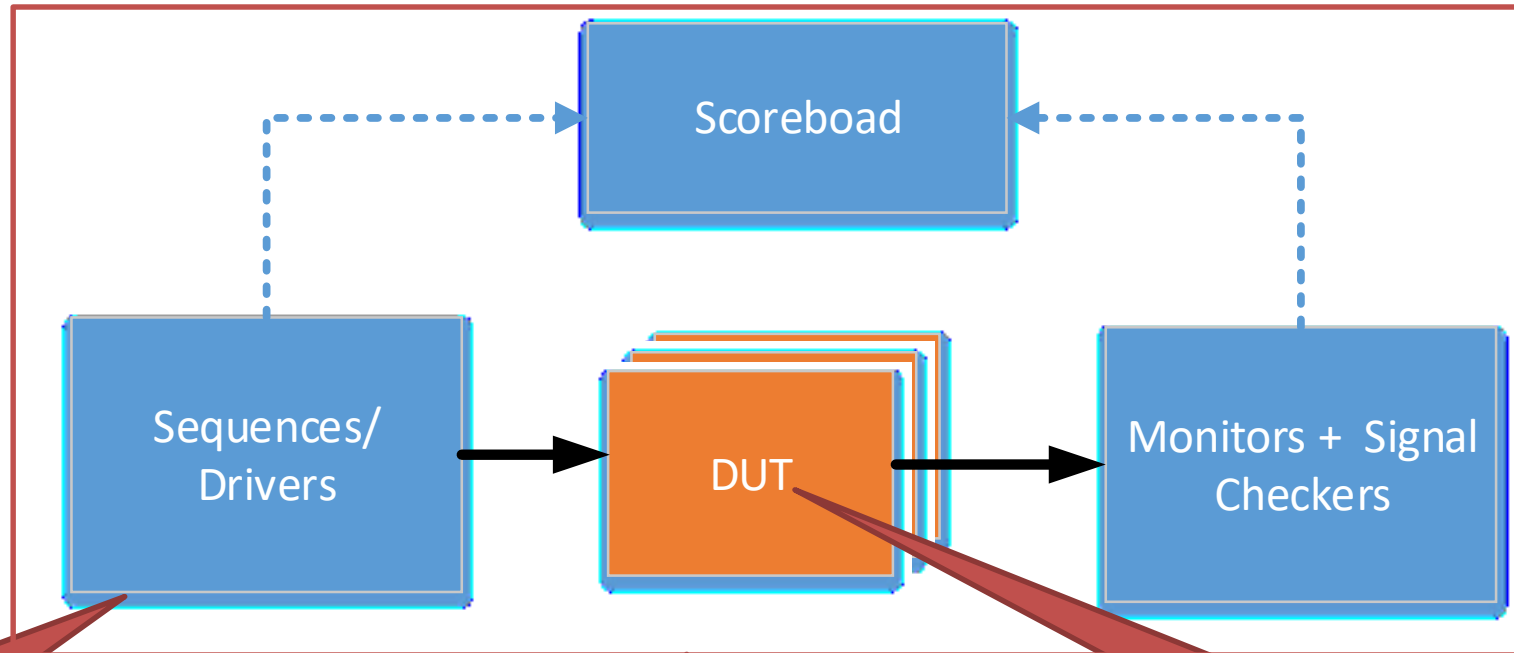 Scoreboad
Sequences/
Drivers
DUT
Monitors + Signal
Checkers